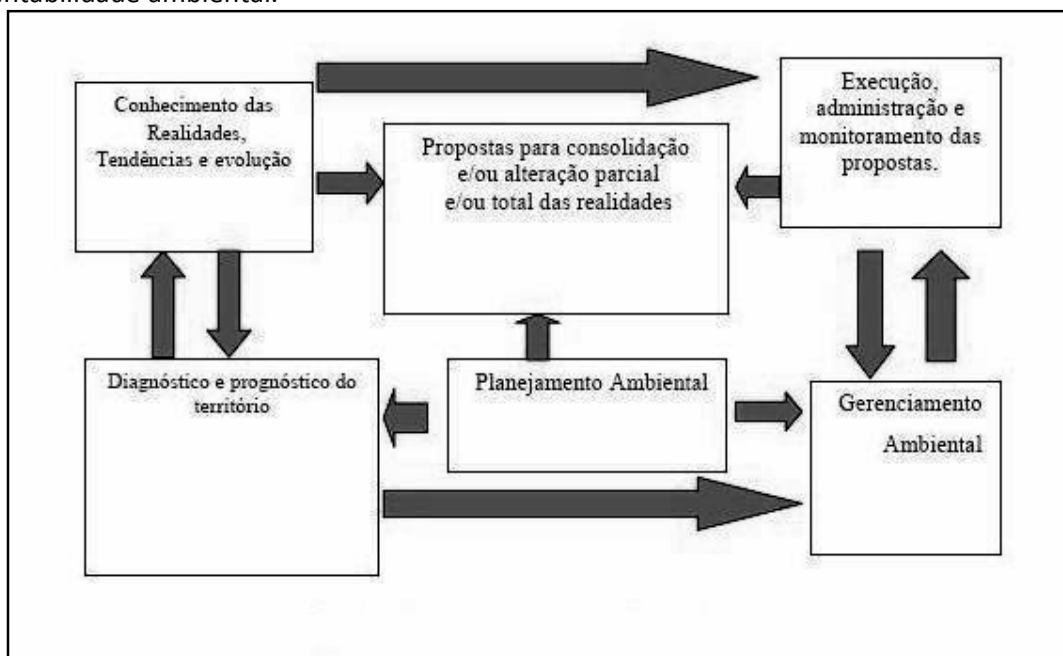 Conhecimento das
Realidades,
Tendências e evolução
Propostas para consolidação
e/ou alteração parcial
e/ou total das realidades
Execução,
administração e
monitoramento das
propostas.
Diagnóstico e prognóstico do
território
Planejamento Ambiental
Gerenciamento
Ambiental